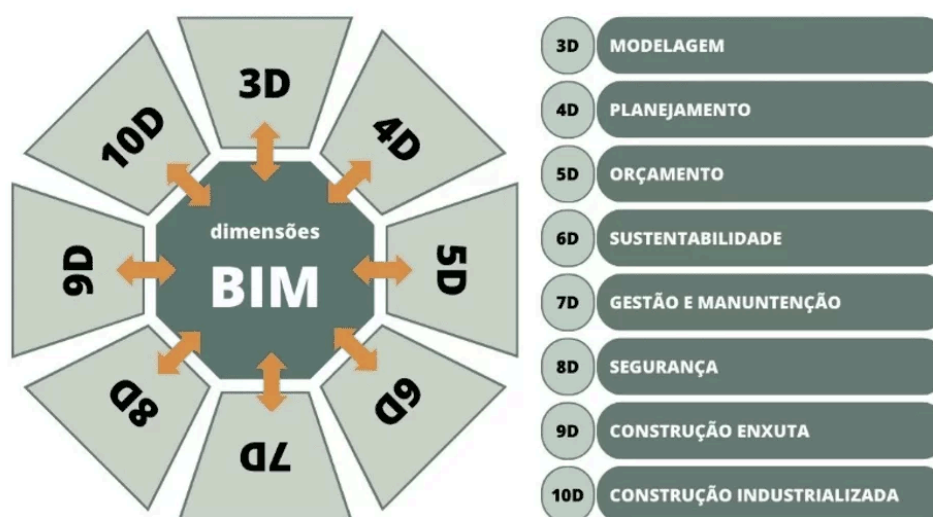 3D
4D
5D
6D
7D
8D
9D
10D
dimensões
BIM
3D MODELAGEM
4D PLANEJAMENTO
5D ORÇAMENTO
6D SUSTENTABILIDADE
7D GESTÃO E MANUNTENÇÃO
8D SEGURANÇA
9D CONSTRUÇÃO ENXUTA
10D CONSTRUÇÃO INDUSTRIALIZADA